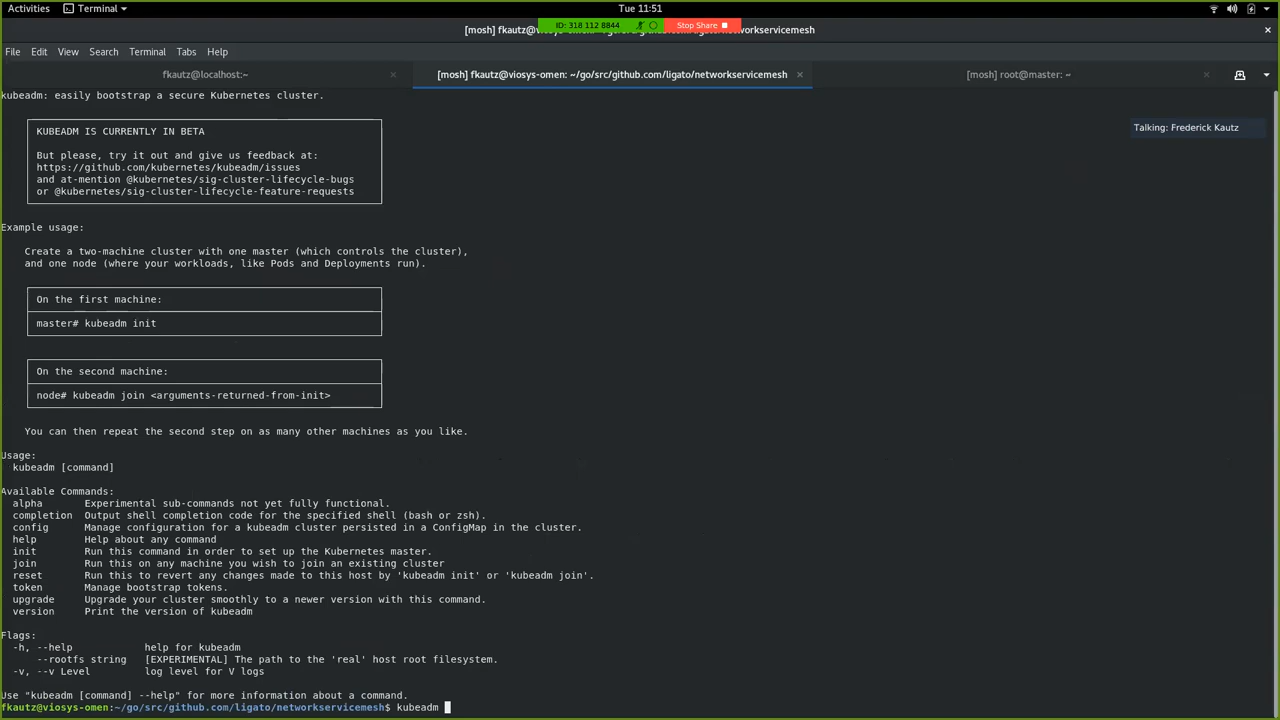 Activities
Terminal
Tue 11:51
ID: 318 112 8844
Stop Share
File Edit View Search Terminal Tabs Help
fkautz@localhost:~
[mosh] fkautz@viosys-omen: ~/go/src/github.com/ligato/networkservicemesh
[mosh] root@master: ~
Talking: Frederick Kautz
kubeadm: easily bootstrap a secure Kubernetes cluster.
KUBEADM IS CURRENTLY IN BETA
But please, try it out and give us feedback at:
https://github.com/kubernetes/kubeadm/issues
and at-mention @kubernetes/sig-cluster-lifecycle-bugs
or @kubernetes/sig-cluster-lifecycle-feature-requests
Example usage:
Create a two-machine cluster with one master (which controls the cluster),
and one node (where your workloads, like Pods and Deployments run).
On the first machine:
master# kubeadm init
On the second machine:
node# kubeadm join <arguments-returned-from-init>
You can then repeat the second step on as many other machines as you like.
Usage:
kubeadm [command]
Available Commands:
alpha Experimental sub-commands not yet fully functional.
completion Output shell completion code for the specified shell (bash or zsh).
config Manage configuration for a kubeadm cluster persisted in a ConfigMap in the cluster.
help Help about any command
init Run this command in order to set up the Kubernetes master.
join Run this on any machine you wish to join an existing cluster
reset Run this to revert any changes made to this host by 'kubeadm init' or 'kubeadm join'.
token Manage bootstrap tokens.
upgrade Upgrade your cluster smoothly to a newer version with this command.
version Print the version of kubeadm
Flags:
-h, --help help for kubeadm
--rootfs string [EXPERIMENTAL] The path to the 'real' host root filesystem.
-v, --v Level log level for V logs
Use "kubeadm [command] --help" for more information about a command.
fkautz@viosys-omen:~/go/src/github.com/ligato/networkservicemesh$ kubeadm